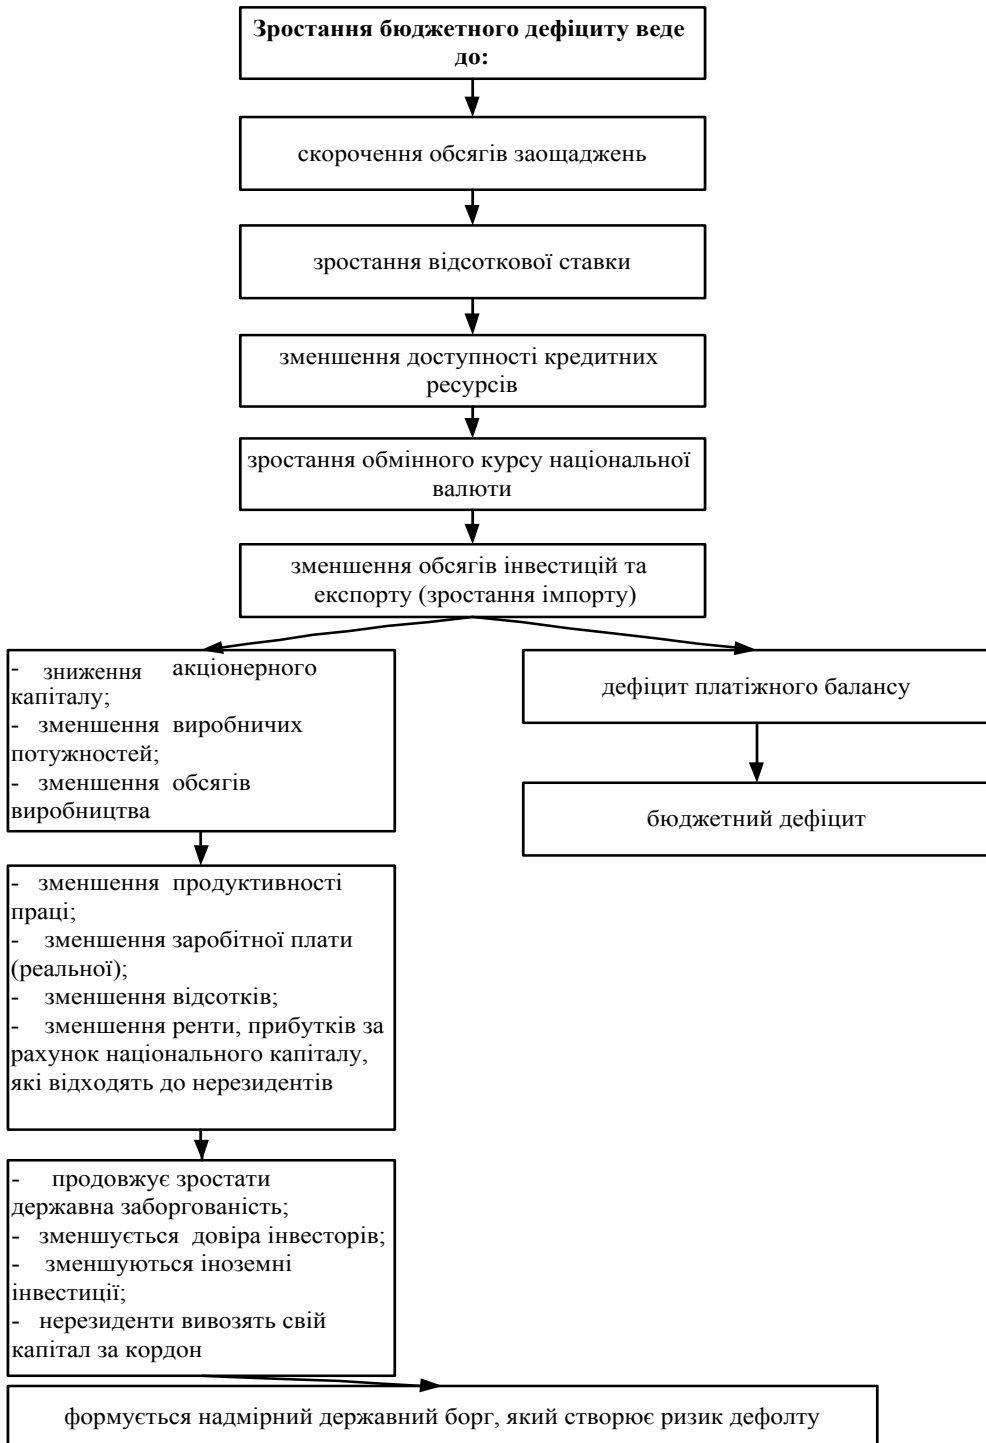 Зростання бюджетного дефіциту веде
до:
скорочення обсягів заощаджень
зростання відсоткової ставки
зменшення доступності кредитних
ресурсів
зростання обмінного курсу національної
валюти
зменшення обсягів інвестицій та
експорту (зростання імпорту)
- зниження акціонерного
капіталу;
- зменшення виробничих
потужностей;
- зменшення обсягів
виробництва
дефіцит платіжного балансу
бюджетний дефіцит
- зменшення продуктивності
праці;
- зменшення заробітної плати
(реальної);
- зменшення відсотків;
- зменшення ренти, прибутків за
рахунок національного капіталу,
які відходять до нерезидентів
- продовжує зростати
державна заборгованість;
- зменшується довіра інвесторів;
- зменшуються іноземні
інвестиції;
- нерезиденти вивозять свій
капітал за кордон
формується надмірний державний борг, який створює ризик дефолту